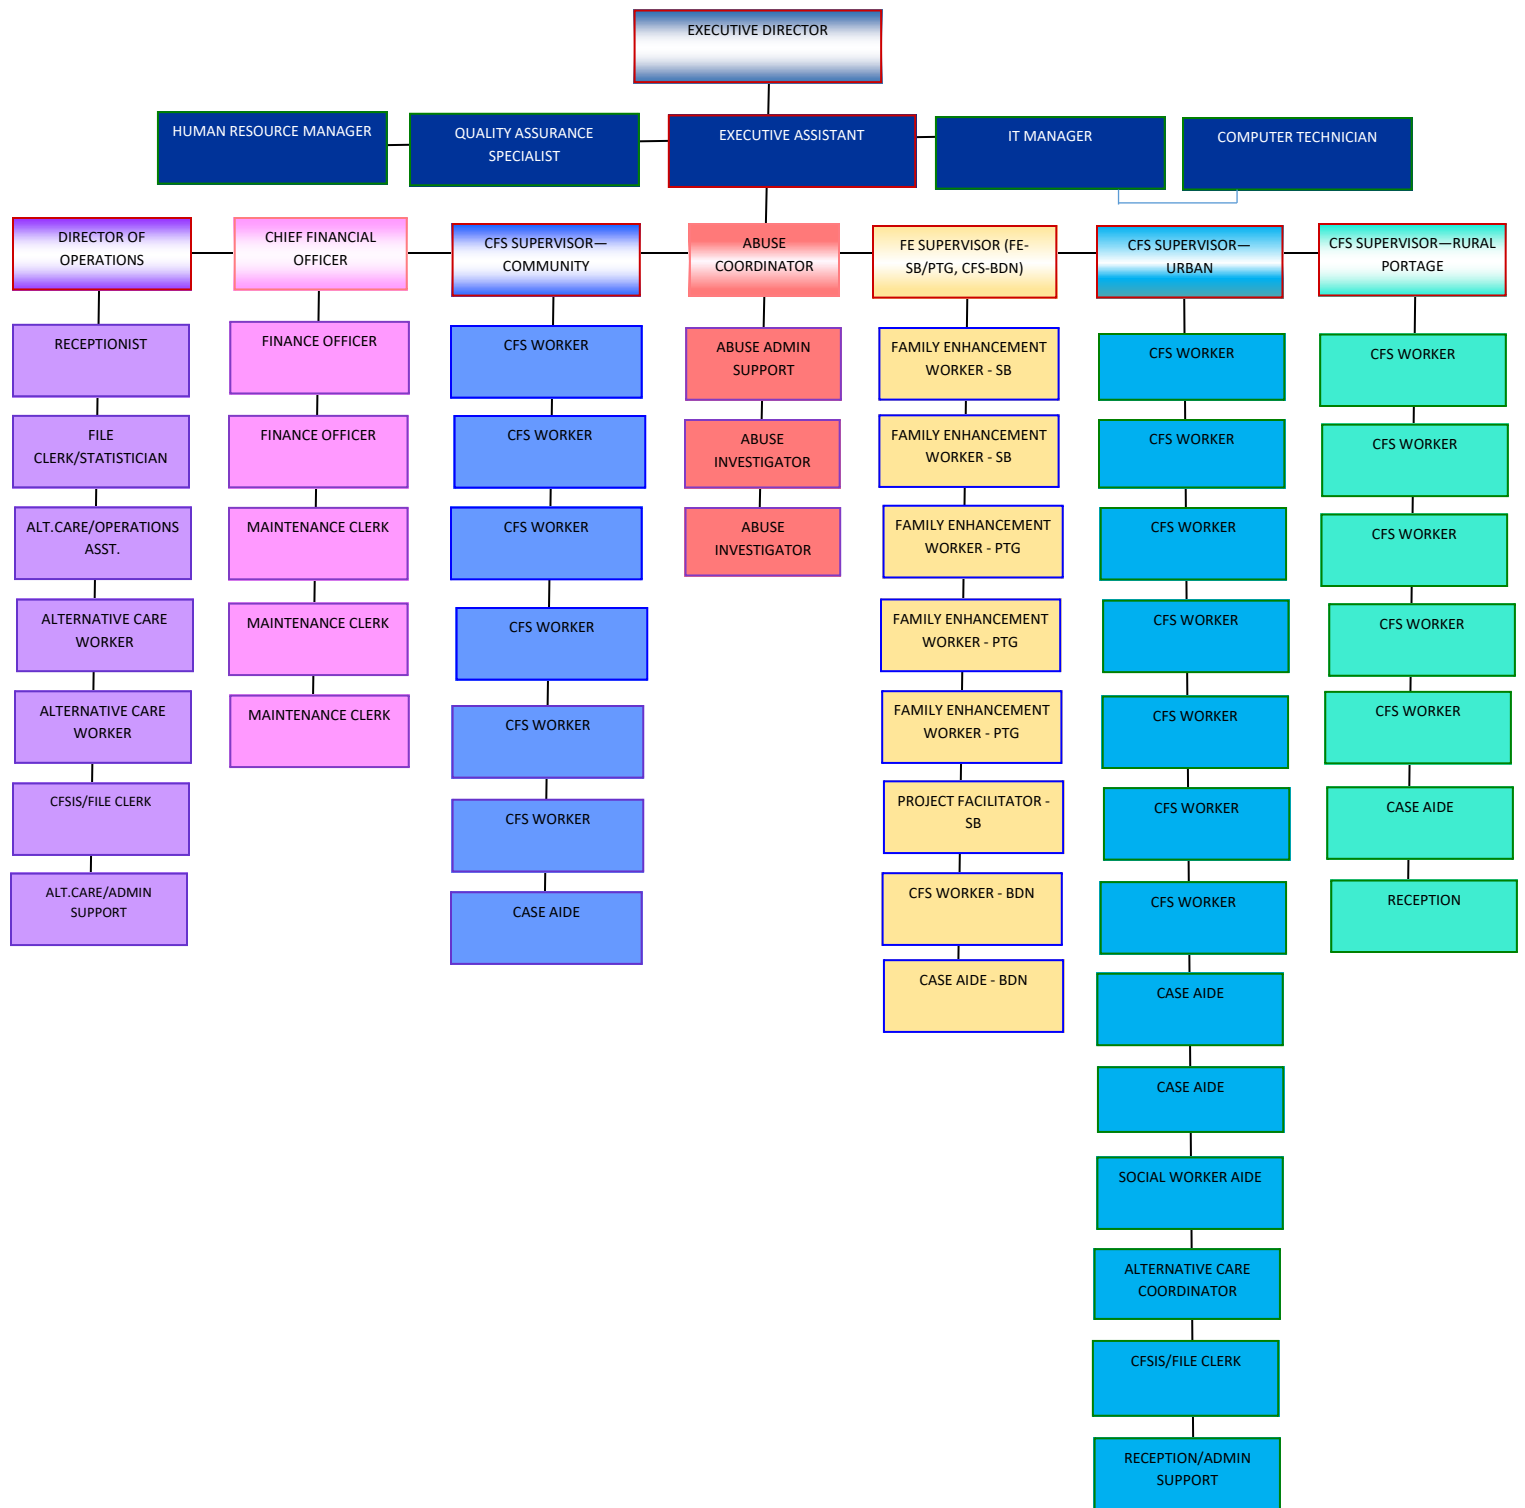 EXECUTIVE DIRECTOR
HUMAN RESOURCE MANAGER
QUALITY ASSURANCE
SPECIALIST
EXECUTIVE ASSISTANT
IT MANAGER
COMPUTER TECHNICIAN
DIRECTOR OF
OPERATIONS
CHIEF FINANCIAL
OFFICER
CFS SUPERVISOR—
COMMUNITY
ABUSE
COORDINATOR
FE SUPERVISOR (FE-
SB/PTG, CFS-BDN)
CFS SUPERVISOR—
URBAN
CFS SUPERVISOR—RURAL
PORTAGE
RECEPTIONIST
FILE
CLERK/STATISTICIAN
ALT.CARE/OPERATIONS
ASST.
ALTERNATIVE CARE
WORKER
ALTERNATIVE CARE
WORKER
CFSIS/FILE CLERK
ALT.CARE/ADMIN
SUPPORT
FINANCE OFFICER
FINANCE OFFICER
MAINTENANCE CLERK
MAINTENANCE CLERK
MAINTENANCE CLERK
CFS WORKER
CFS WORKER
CFS WORKER
CFS WORKER
CFS WORKER
CFS WORKER
CASE AIDE
ABUSE ADMIN
SUPPORT
ABUSE
INVESTIGATOR
ABUSE
INVESTIGATOR
FAMILY ENHANCEMENT
WORKER - SB
FAMILY ENHANCEMENT
WORKER - SB
FAMILY ENHANCEMENT
WORKER - PTG
FAMILY ENHANCEMENT
WORKER - PTG
FAMILY ENHANCEMENT
WORKER - PTG
PROJECT FACILITATOR -
SB
CFS WORKER - BDN
CASE AIDE - BDN
CFS WORKER
CFS WORKER
CFS WORKER
CFS WORKER
CFS WORKER
CFS WORKER
CFS WORKER
CASE AIDE
CASE AIDE
SOCIAL WORKER AIDE
ALTERNATIVE CARE
COORDINATOR
CFSIS/FILE CLERK
RECEPTION/ADMIN
SUPPORT
CFS WORKER
CFS WORKER
CFS WORKER
CFS WORKER
CFS WORKER
CASE AIDE
RECEPTION